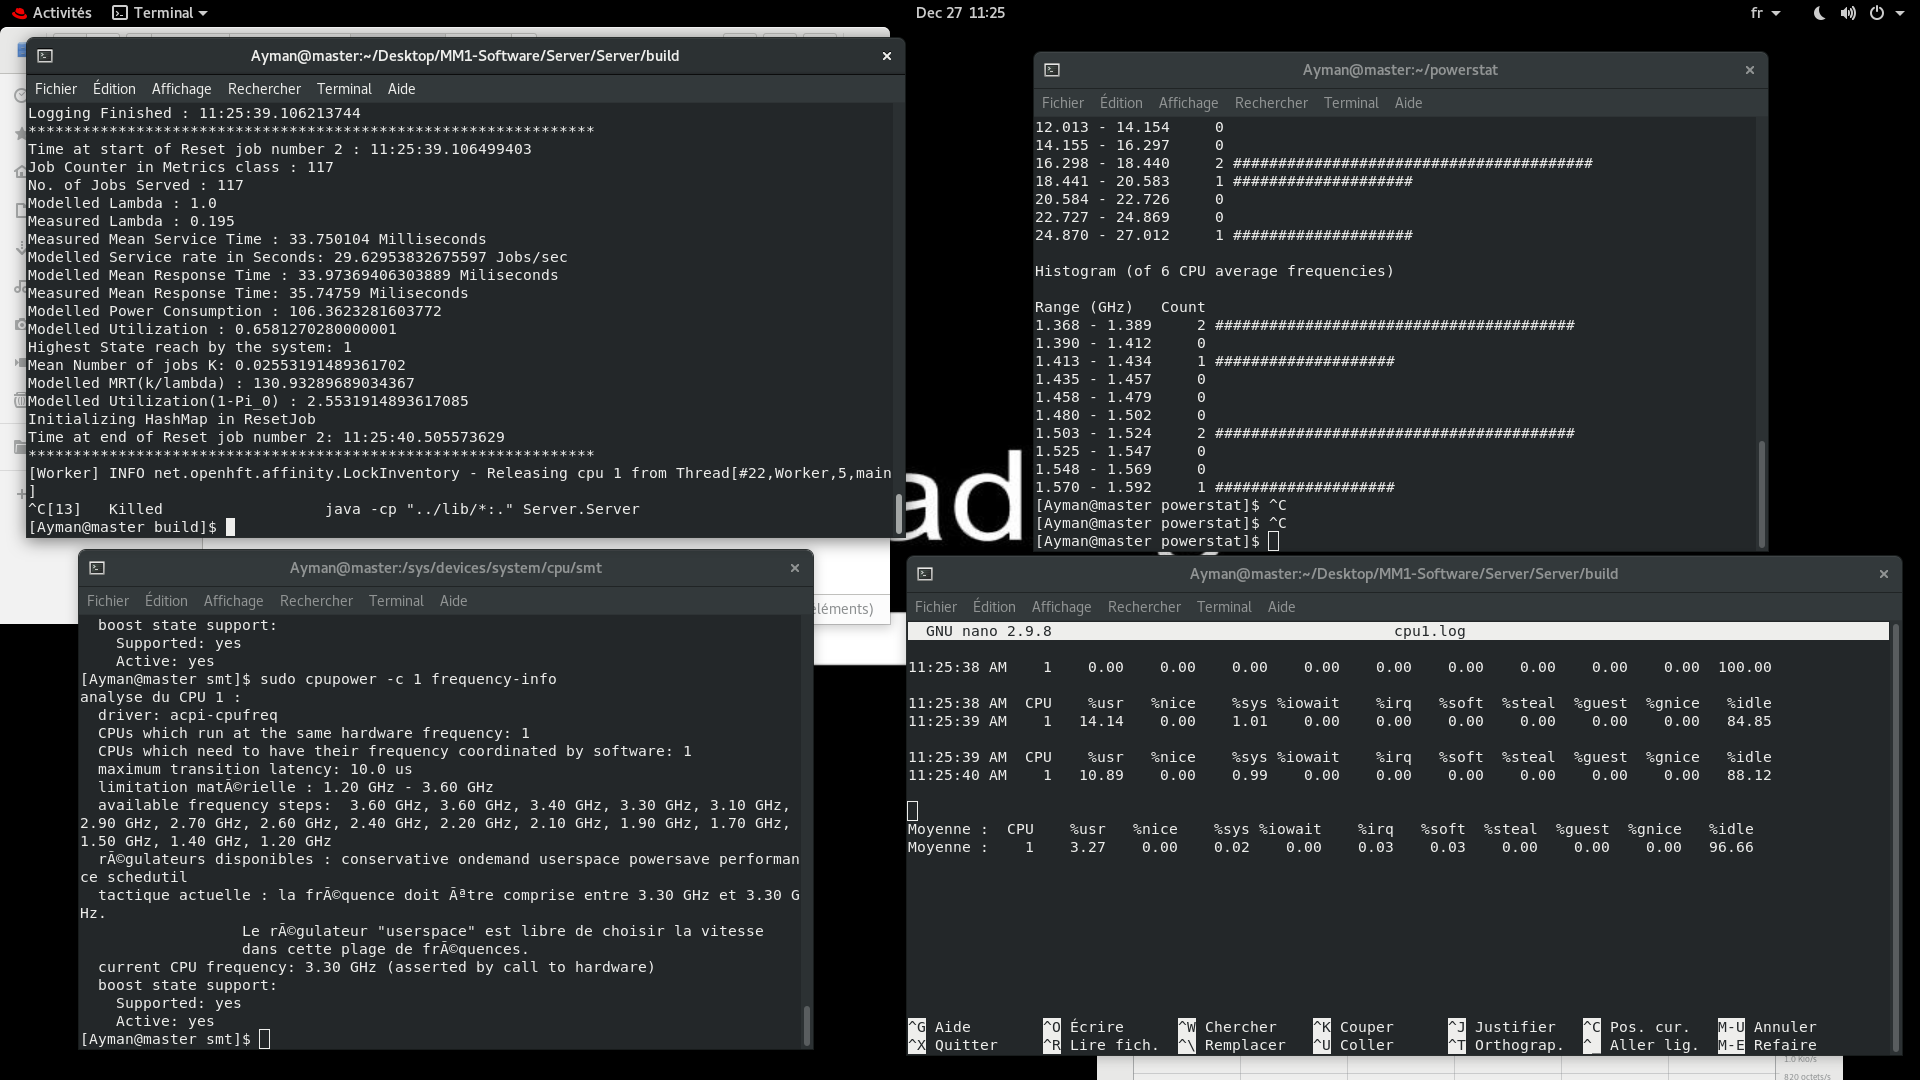 Activités Terminal Dec 27 11:25 fr
Ayman@master:~/Desktop/MM1-Software/Server/Server/build
Fichier Édition Affichage Rechercher Terminal Aide
Logging Finished : 11:25:39.106213744
***************************************************************
Time at start of Reset job number 2 : 11:25:39.106499403
Job Counter in Metrics class : 117
No. of Jobs Served : 117
Modelled Lambda : 1.0
Measured Lambda : 0.195
Measured Mean Service Time : 33.750104 Milliseconds
Modelled Service rate in Seconds: 29.62953832675597 Jobs/sec
Modelled Mean Response Time : 33.97369406303889 Miliseconds
Measured Mean Response Time: 35.74759 Miliseconds
Modelled Power Consumption : 106.3623281603772
Modelled Utilization : 0.6581270280000001
Highest State reach by the system: 1
Mean Number of jobs K: 0.02553191489361702
Modelled MRT(k/lambda) : 130.93289689034367
Modelled Utilization(1-Pi_0) : 2.5531914893617085
Initializing HashMap in ResetJob
Time at end of Reset job number 2: 11:25:40.505573629
***************************************************************
[Worker] INFO net.openhft.affinity.LockInventory - Releasing cpu 1 from Thread[#22,Worker,5,main
]
^C[13]   Killed                  java -cp "../lib/*:." Server.Server
[Ayman@master build]$
Ayman@master:~/powerstat
Fichier Édition Affichage Rechercher Terminal Aide
12.013 - 14.154     0
14.155 - 16.297     0
16.298 - 18.440     2 ########################################
18.441 - 20.583     1 ####################
20.584 - 22.726     0
22.727 - 24.869     0
24.870 - 27.012     1 ####################
Histogram (of 6 CPU average frequencies)
Range (GHz)   Count
1.368 - 1.389     2 ########################################
1.390 - 1.412     0
1.413 - 1.434     1 ####################
1.435 - 1.457     0
1.458 - 1.479     0
1.480 - 1.502     0
1.503 - 1.524     2 ########################################
1.525 - 1.547     0
1.548 - 1.569     0
1.570 - 1.592     1 ####################
[Ayman@master powerstat]$ ^C
[Ayman@master powerstat]$ ^C
[Ayman@master powerstat]$
ad
éléments)
Ayman@master:/sys/devices/system/cpu/smt
Fichier Édition Affichage Rechercher Terminal Aide
boost state support:
Supported: yes
Active: yes
[Ayman@master smt]$ sudo cpupower -c 1 frequency-info
analyse du CPU 1 :
driver: acpi-cpufreq
CPUs which run at the same hardware frequency: 1
CPUs which need to have their frequency coordinated by software: 1
maximum transition latency: 10.0 us
limitation matÃ©rielle : 1.20 GHz - 3.60 GHz
available frequency steps:  3.60 GHz, 3.60 GHz, 3.40 GHz, 3.30 GHz, 3.10 GHz,
2.90 GHz, 2.70 GHz, 2.60 GHz, 2.40 GHz, 2.20 GHz, 2.10 GHz, 1.90 GHz, 1.70 GHz,
1.50 GHz, 1.40 GHz, 1.20 GHz
rÃ©gulateurs disponibles : conservative ondemand userspace powersave performan
ce schedutil
tactique actuelle : la frÃ©quence doit Ãªtre comprise entre 3.30 GHz et 3.30 G
Hz.
Le rÃ©gulateur "userspace" est libre de choisir la vitesse
dans cette plage de frÃ©quences.
current CPU frequency: 3.30 GHz (asserted by call to hardware)
boost state support:
Supported: yes
Active: yes
[Ayman@master smt]$
Ayman@master:~/Desktop/MM1-Software/Server/Server/build
Fichier Édition Affichage Rechercher Terminal Aide
GNU nano 2.9.8 cpu1.log
11:25:38 AM    1    0.00    0.00    0.00    0.00    0.00    0.00    0.00    0.00    0.00  100.00
11:25:38 AM  CPU    %usr   %nice    %sys %iowait    %irq   %soft  %steal  %guest  %gnice   %idle
11:25:39 AM    1   14.14    0.00    1.01    0.00    0.00    0.00    0.00    0.00    0.00   84.85
11:25:39 AM  CPU    %usr   %nice    %sys %iowait    %irq   %soft  %steal  %guest  %gnice   %idle
11:25:40 AM    1   10.89    0.00    0.99    0.00    0.00    0.00    0.00    0.00    0.00   88.12
Moyenne :  CPU    %usr   %nice    %sys %iowait    %irq   %soft  %steal  %guest  %gnice   %idle
Moyenne :    1    3.27    0.00    0.02    0.00    0.03    0.03    0.00    0.00    0.00   96.66
^G Aide ^O Écrire ^W Chercher ^K Couper ^J Justifier ^C Pos. cur. M-U Annuler
^X Quitter ^R Lire fich. ^\ Remplacer ^U Coller ^T Orthograp. ^_ Aller lig. M-E Refaire
1.0 Kio/s
820 octets/s